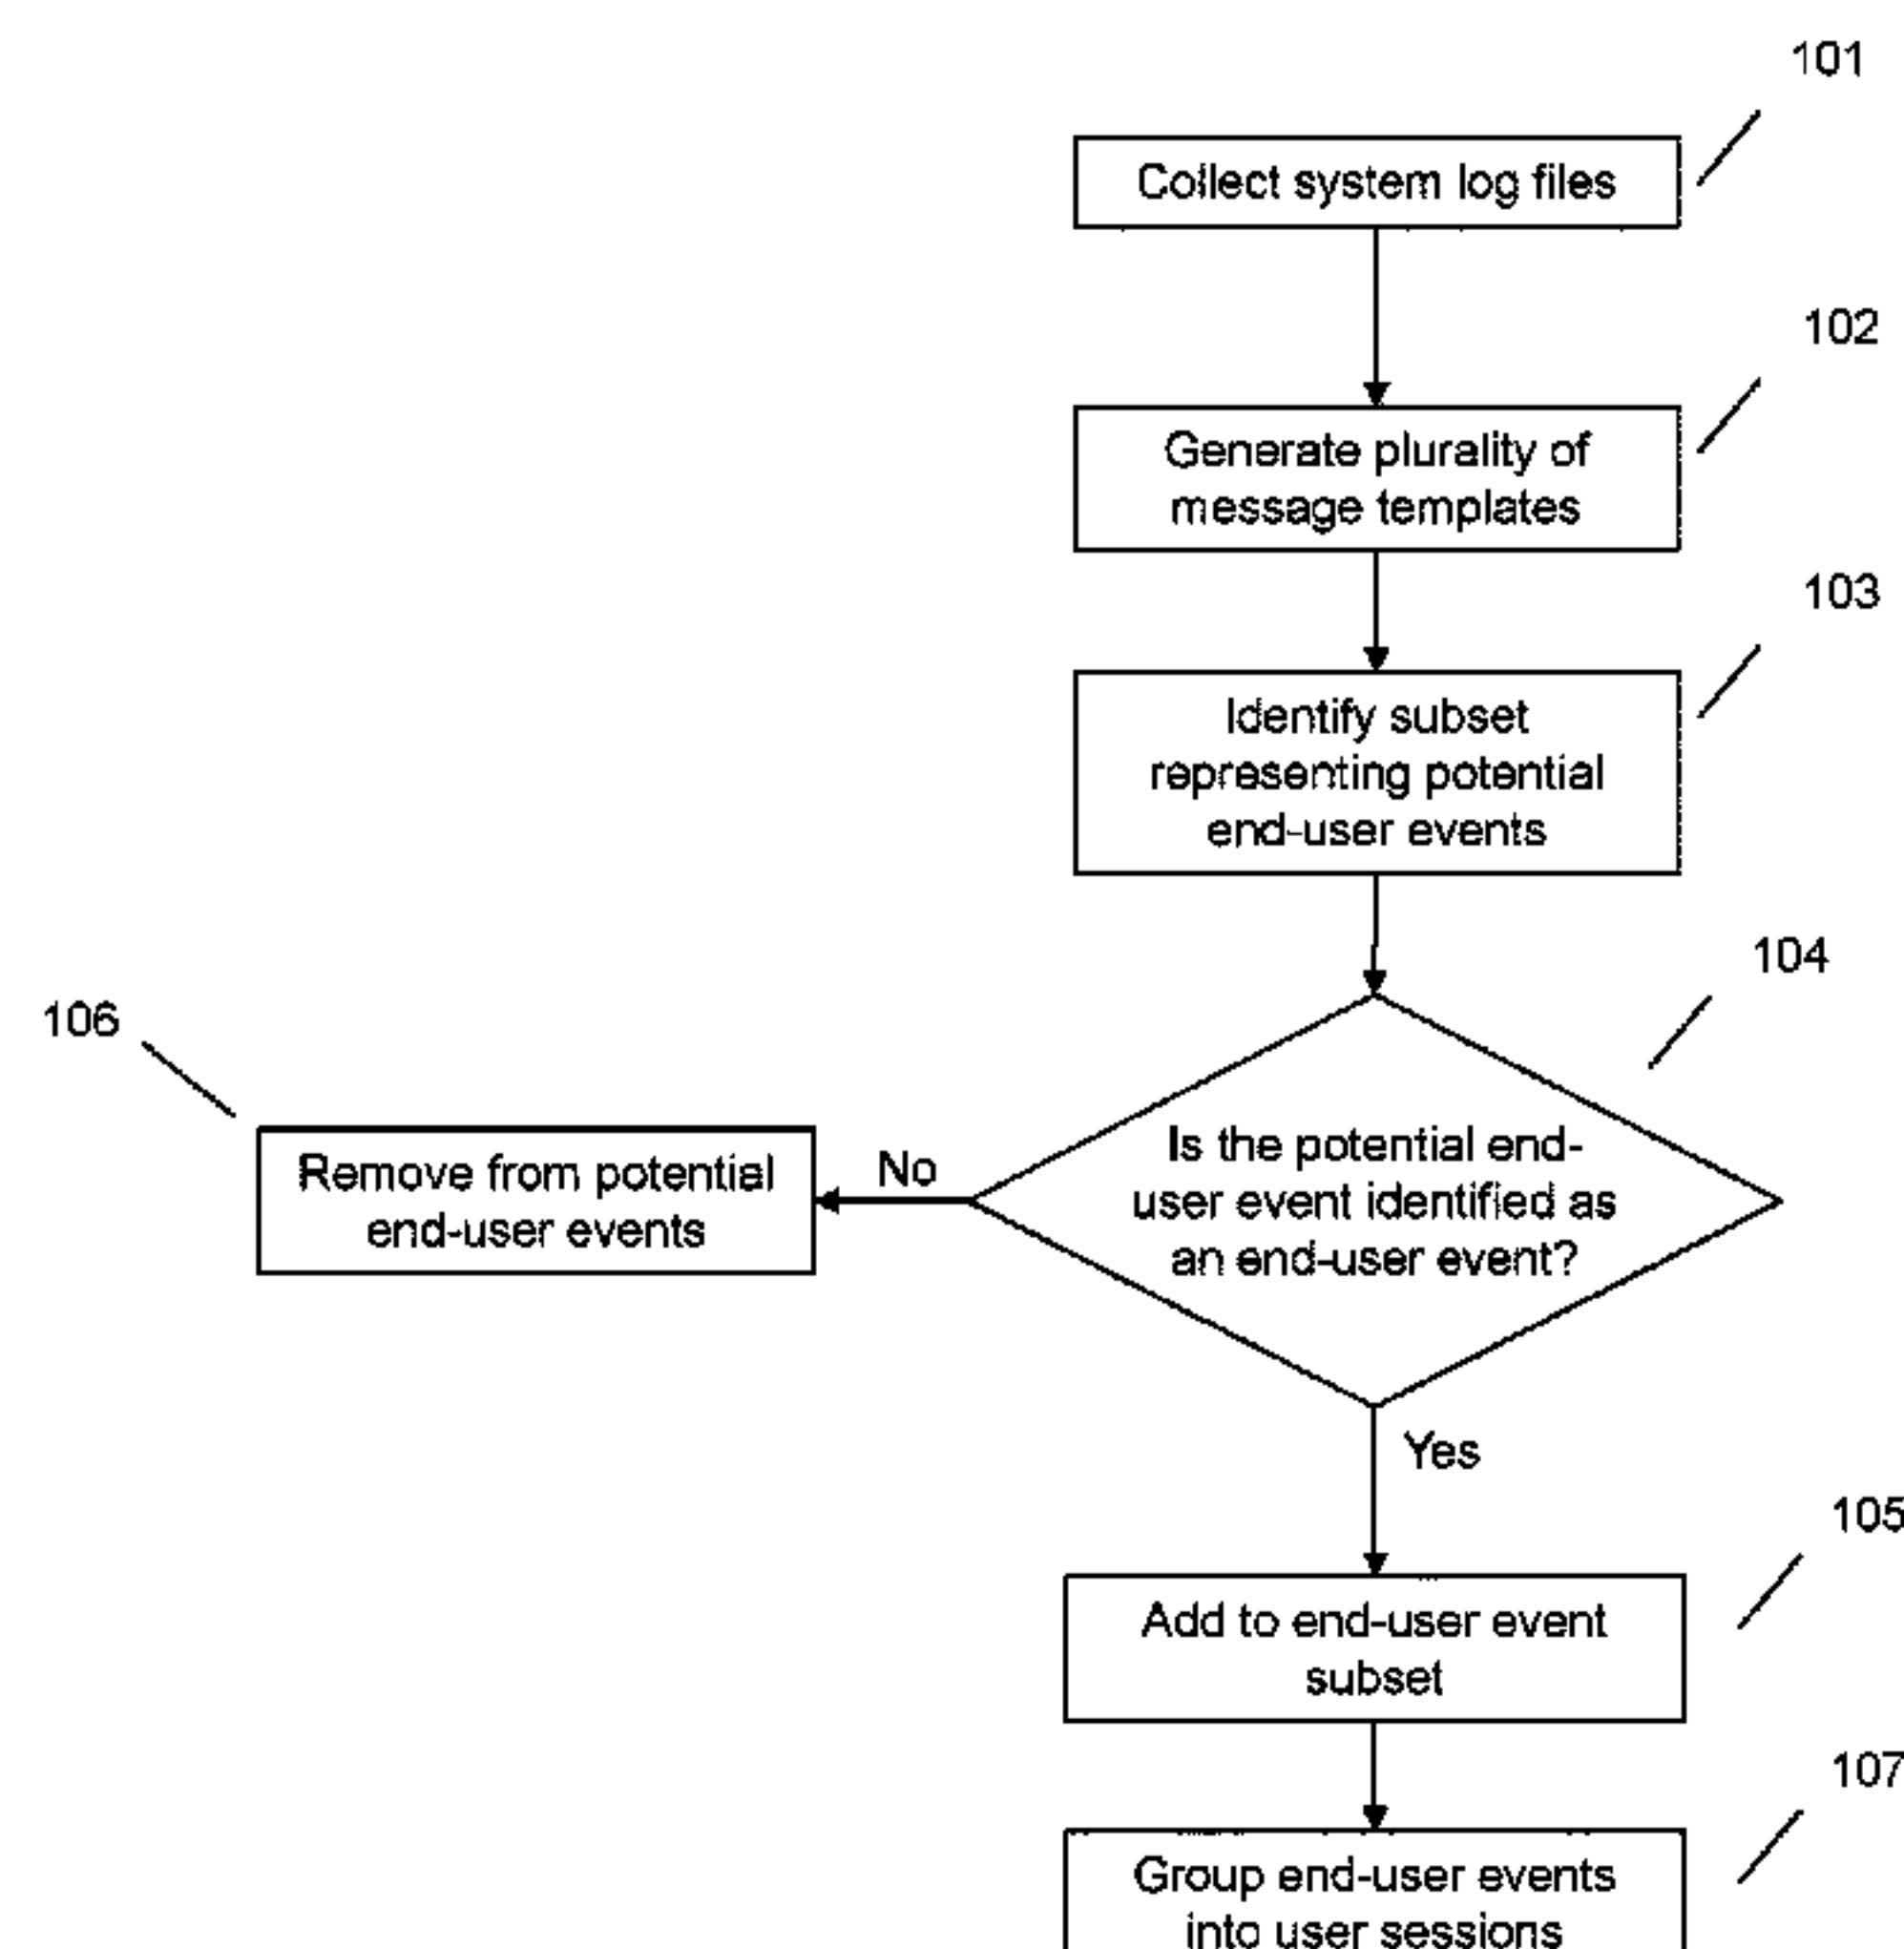 101
Collect system log files
102
Generate plurality of
message templates
103
Identify subset
representing potential
end-user events
104
106
Is the potential end-
user event identified as
an end-user event?
No
Remove from potential
end-user events
Yes
105
Add to end-user event
subset
107
Group end-user events
into user sessions